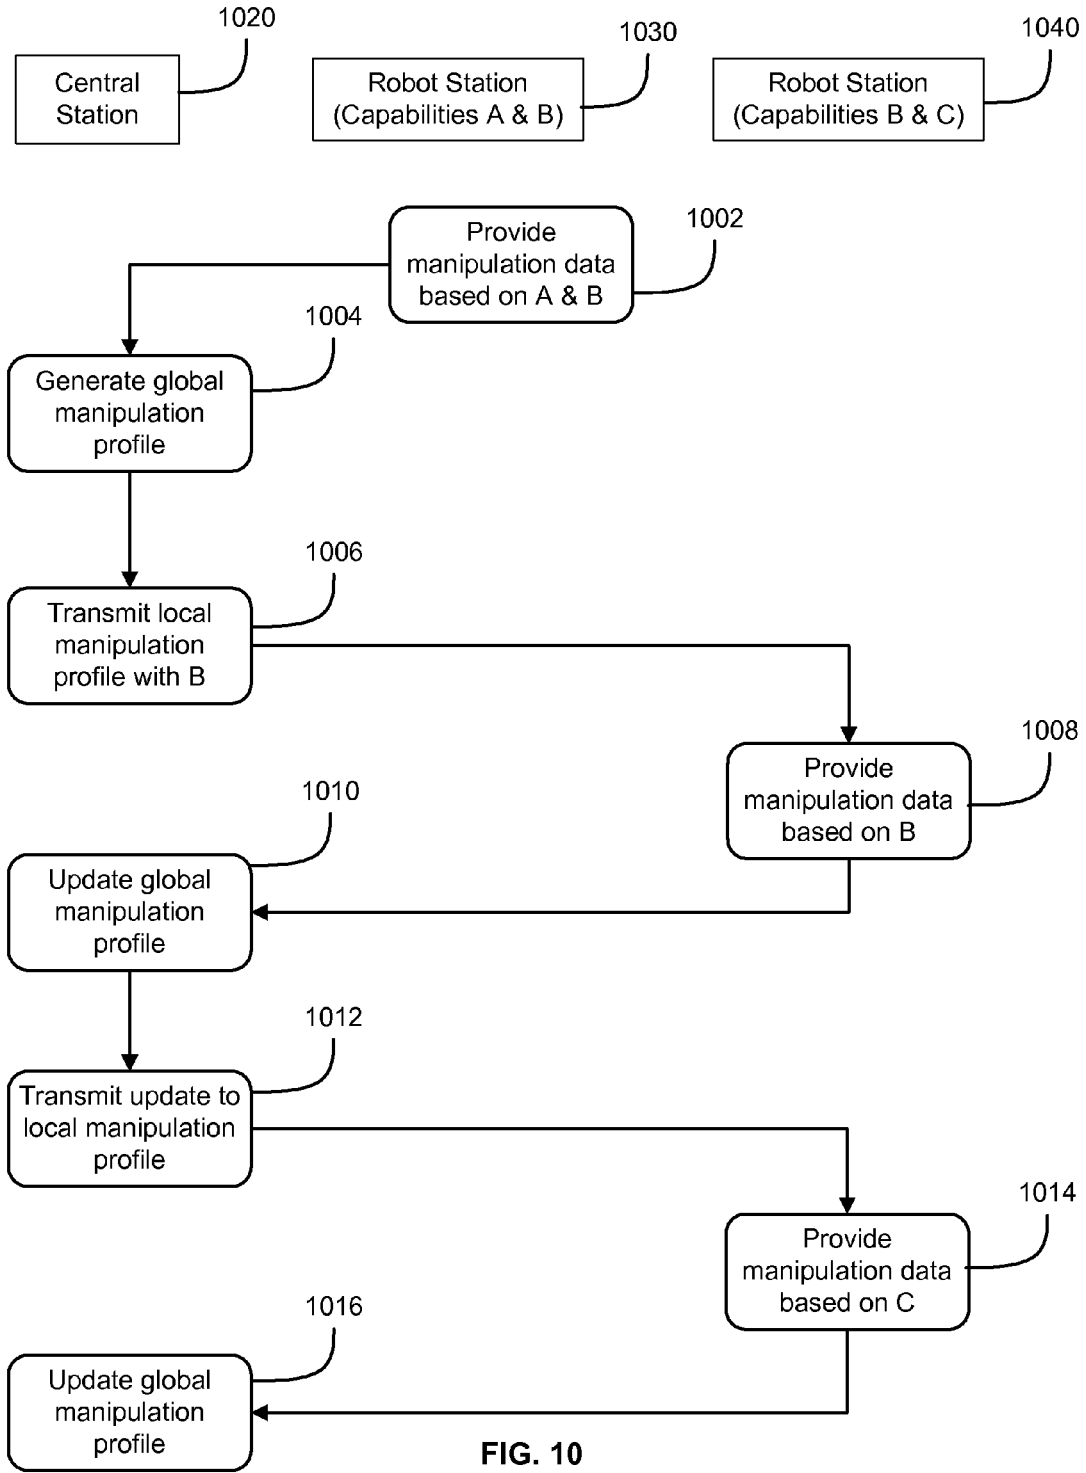 1020
1030
1040
Central
Station
Robot Station
(Capabilities A & B)
Robot Station
(Capabilities B & C)
1002
Provide
manipulation data
based on A & B
1004
Generate global
manipulation
profile
1006
Transmit local
manipulation
profile with B
1008
Provide
manipulation data
based on B
1010
Update global
manipulation
profile
1012
Transmit update to
local manipulation
profile
1014
Provide
manipulation data
based on C
1016
Update global
manipulation
profile
FIG. 10